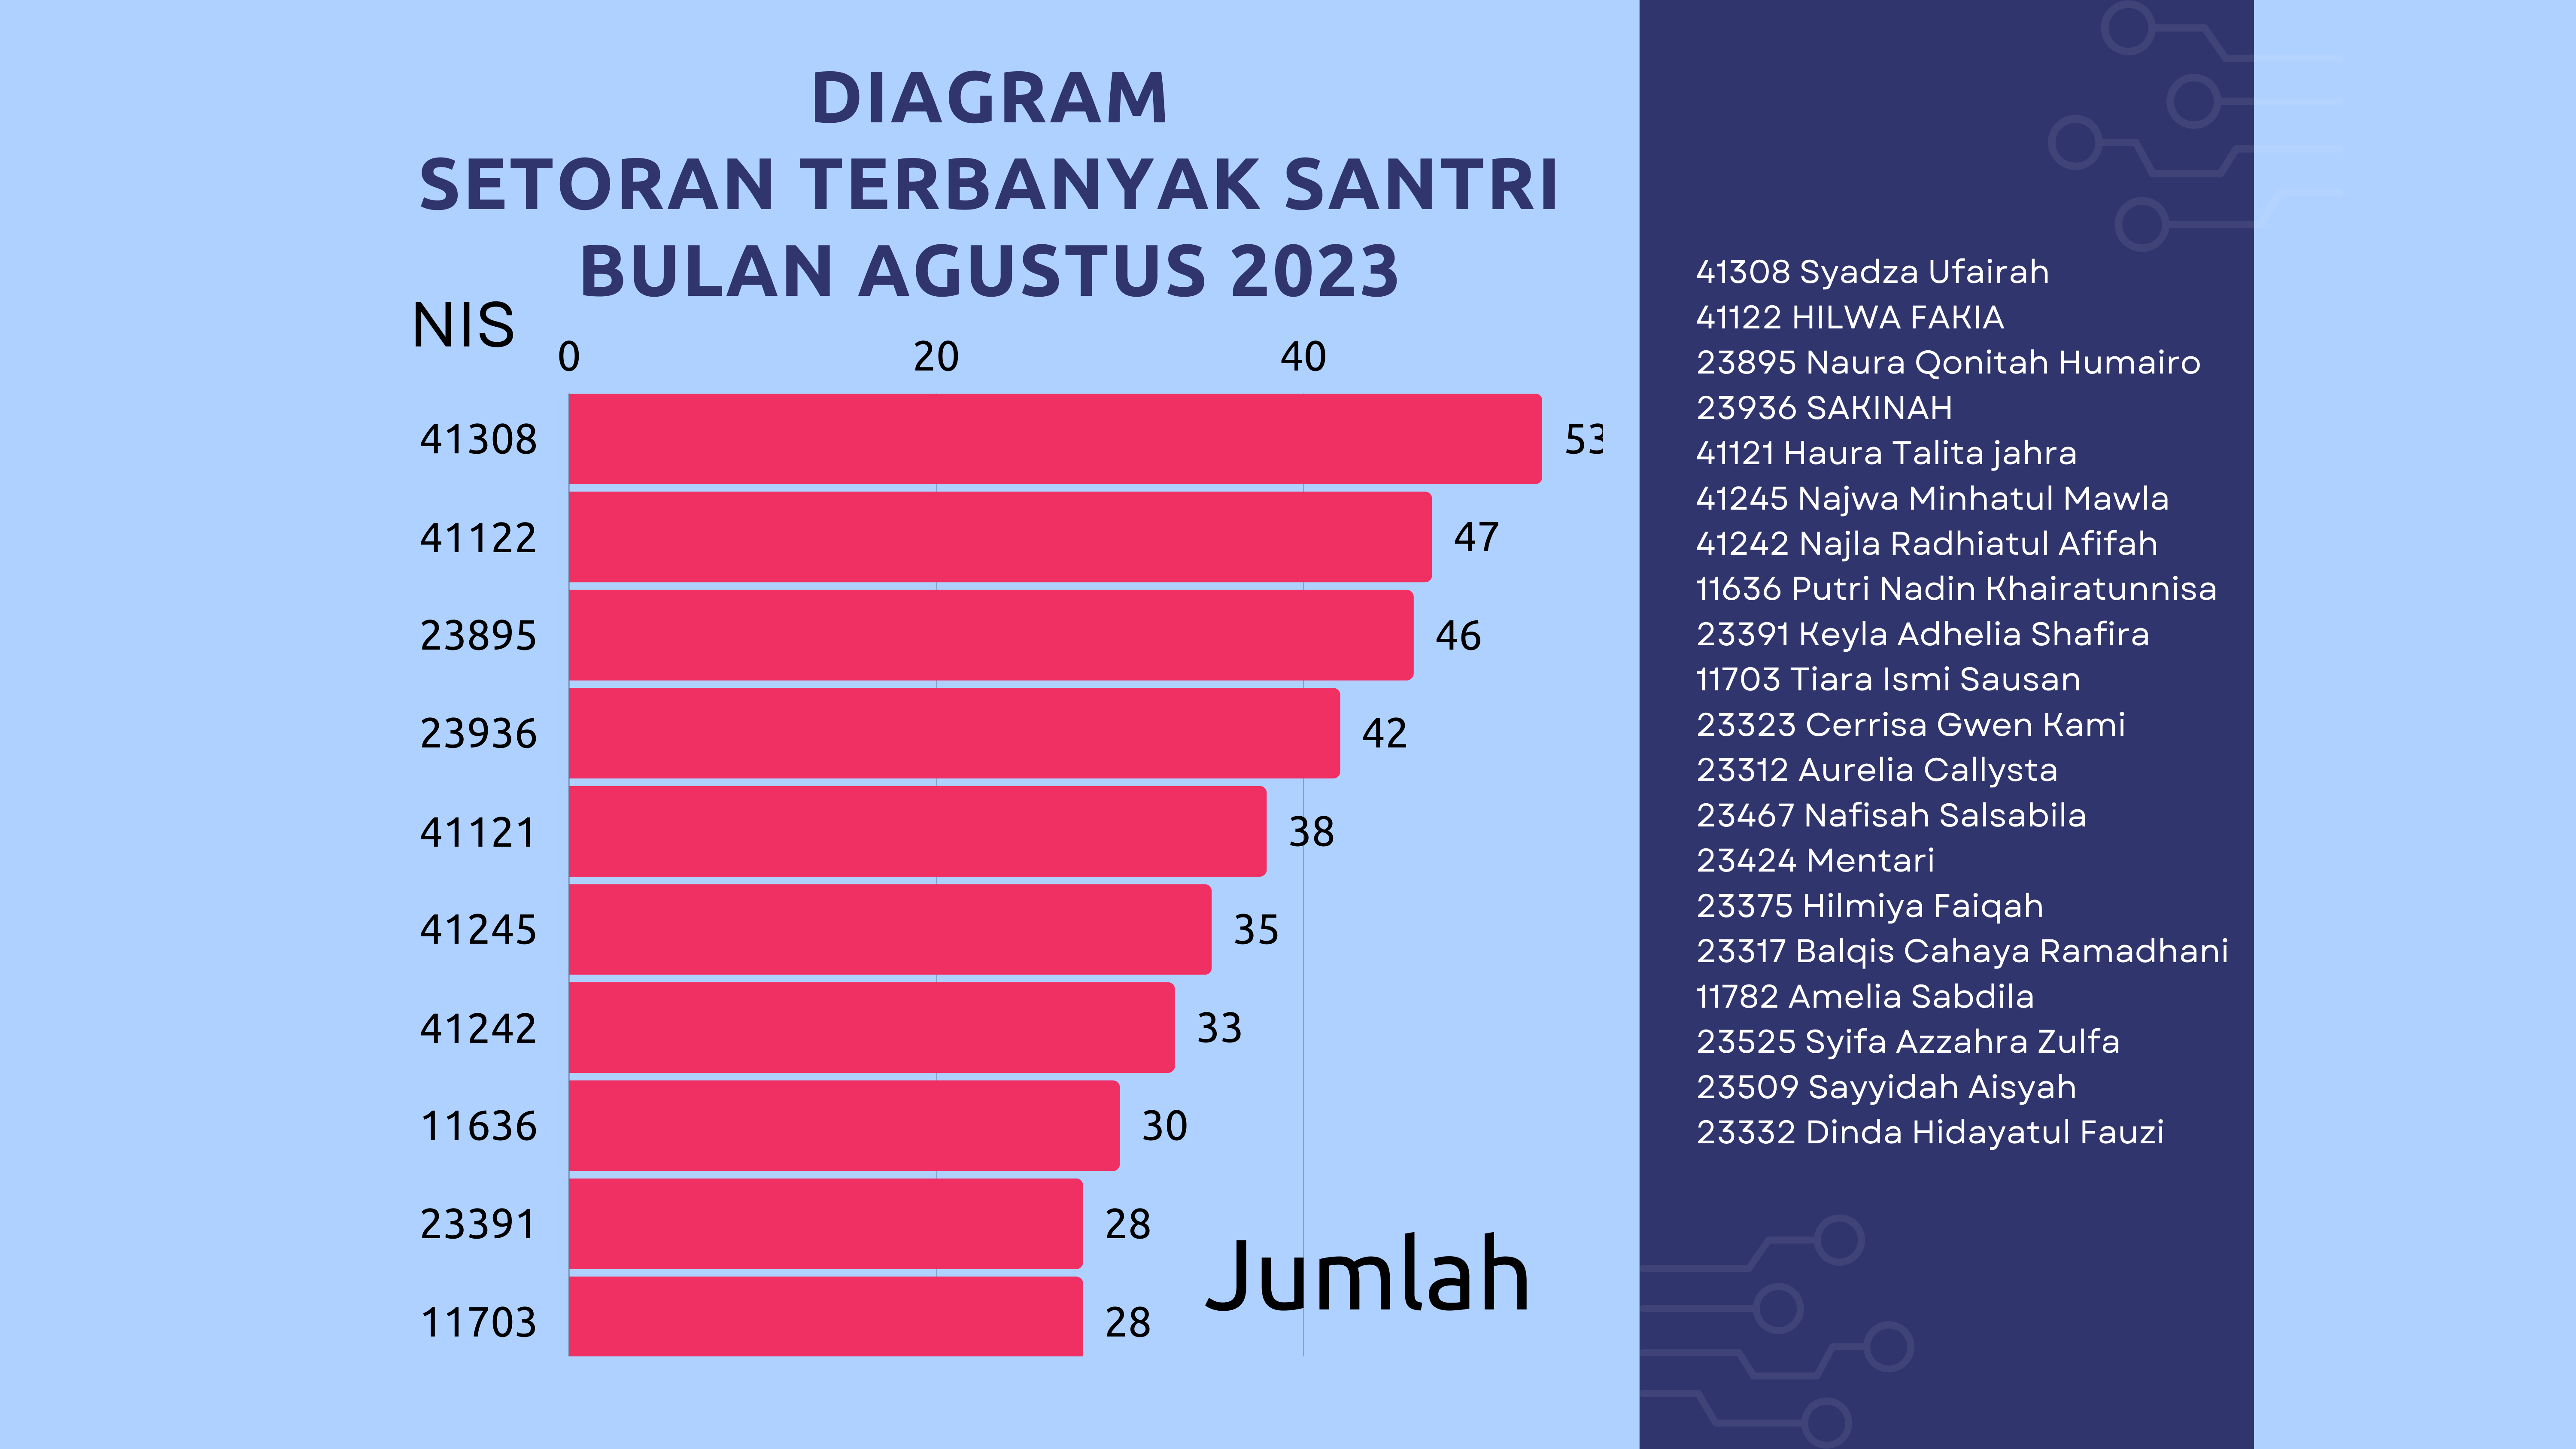 DIAGRAM
SETORAN TERBANYAK SANTRI
BULAN AGUSTUS 2023
NIS
0 20 40
41308 53
41122 47
23895 46
23936 42
41121 38
41245 35
41242 33
11636 30
23391 28
11703 28
Jumlah
41308 Syadza Ufairah
41122 HILWA FAKIA
23895 Naura Qonitah Humairo
23936 SAKINAH
41121 Haura Talita jahra
41245 Najwa Minhatul Mawla
41242 Najla Radhiatul Afifah
11636 Putri Nadin Khairatunnisa
23391 Keyla Adhelia Shafira
11703 Tiara Ismi Sausan
23323 Cerrisa Gwen Kami
23312 Aurelia Callysta
23467 Nafisah Salsabila
23424 Mentari
23375 Hilmiya Faiqah
23317 Balqis Cahaya Ramadhani
11782 Amelia Sabdila
23525 Syifa Azzahra Zulfa
23509 Sayyidah Aisyah
23332 Dinda Hidayatul Fauzi